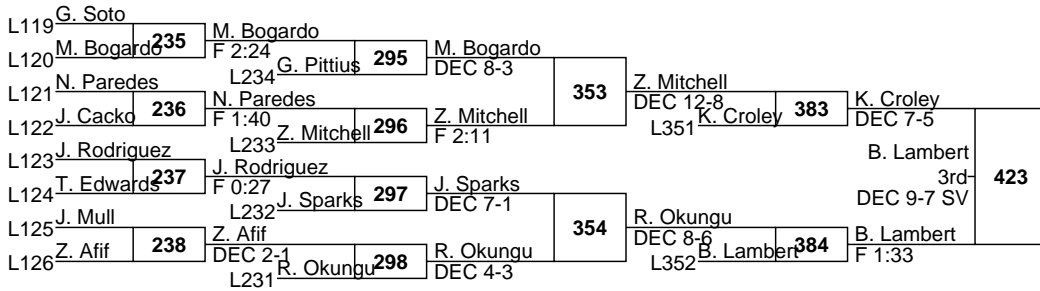 L119 G. Soto
235 M. Bogardo
L120 M. Bogardo F 2:24 295 M. Bogardo
L234 G. Pittius DEC 8-3
L121 N. Paredes 353 Z. Mitchell
236 N. Paredes DEC 12-8 383 K. Croley
L122 J. Cacko F 1:40 296 Z. Mitchell L351 K. Croley DEC 7-5
L233 Z. Mitchell F 2:11
L123 J. Rodriguez B. Lambert
237 J. Rodriguez 3rd 423
L124 T. Edwards F 0:27 297 J. Sparks DEC 9-7 SV
L232 J. Sparks DEC 7-1
L125 J. Mull 354 R. Okungu
238 Z. Afif DEC 8-6 384 B. Lambert
L126 Z. Afif DEC 2-1 298 R. Okungu L352 B. Lambert F 1:33
L231 R. Okungu DEC 4-3